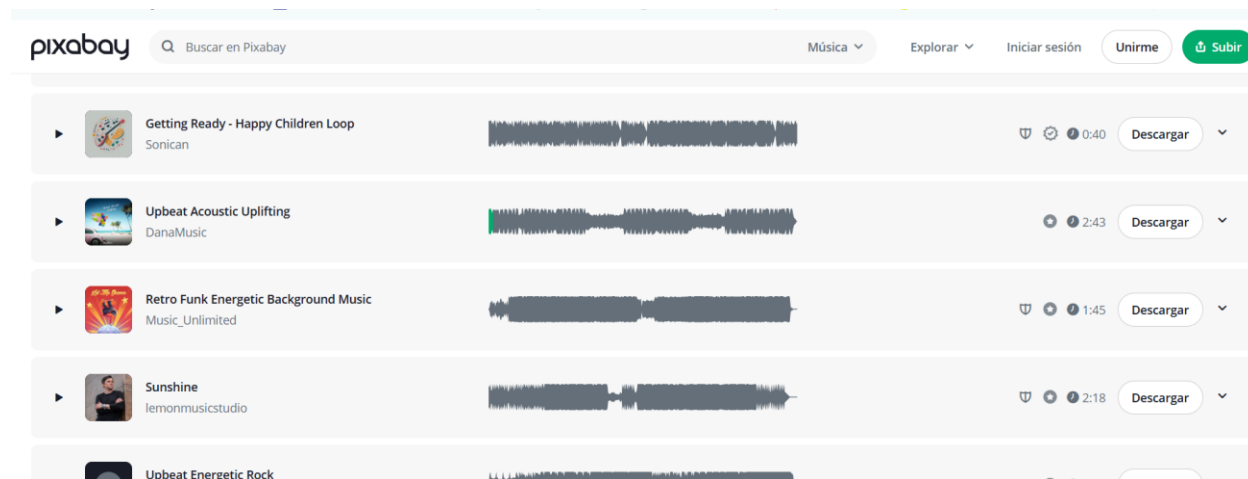 pixabay
Buscar en Pixabay
Música
Explorar
Iniciar sesión
Unirme
Subir
Getting Ready - Happy Children Loop
Sonican
0:40
Descargar
Upbeat Acoustic Uplifting
DanaMusic
2:43
Descargar
Retro Funk Energetic Background Music
Music_Unlimited
1:45
Descargar
Sunshine
lemonmusicstudio
2:18
Descargar
Upbeat Energetic Rock